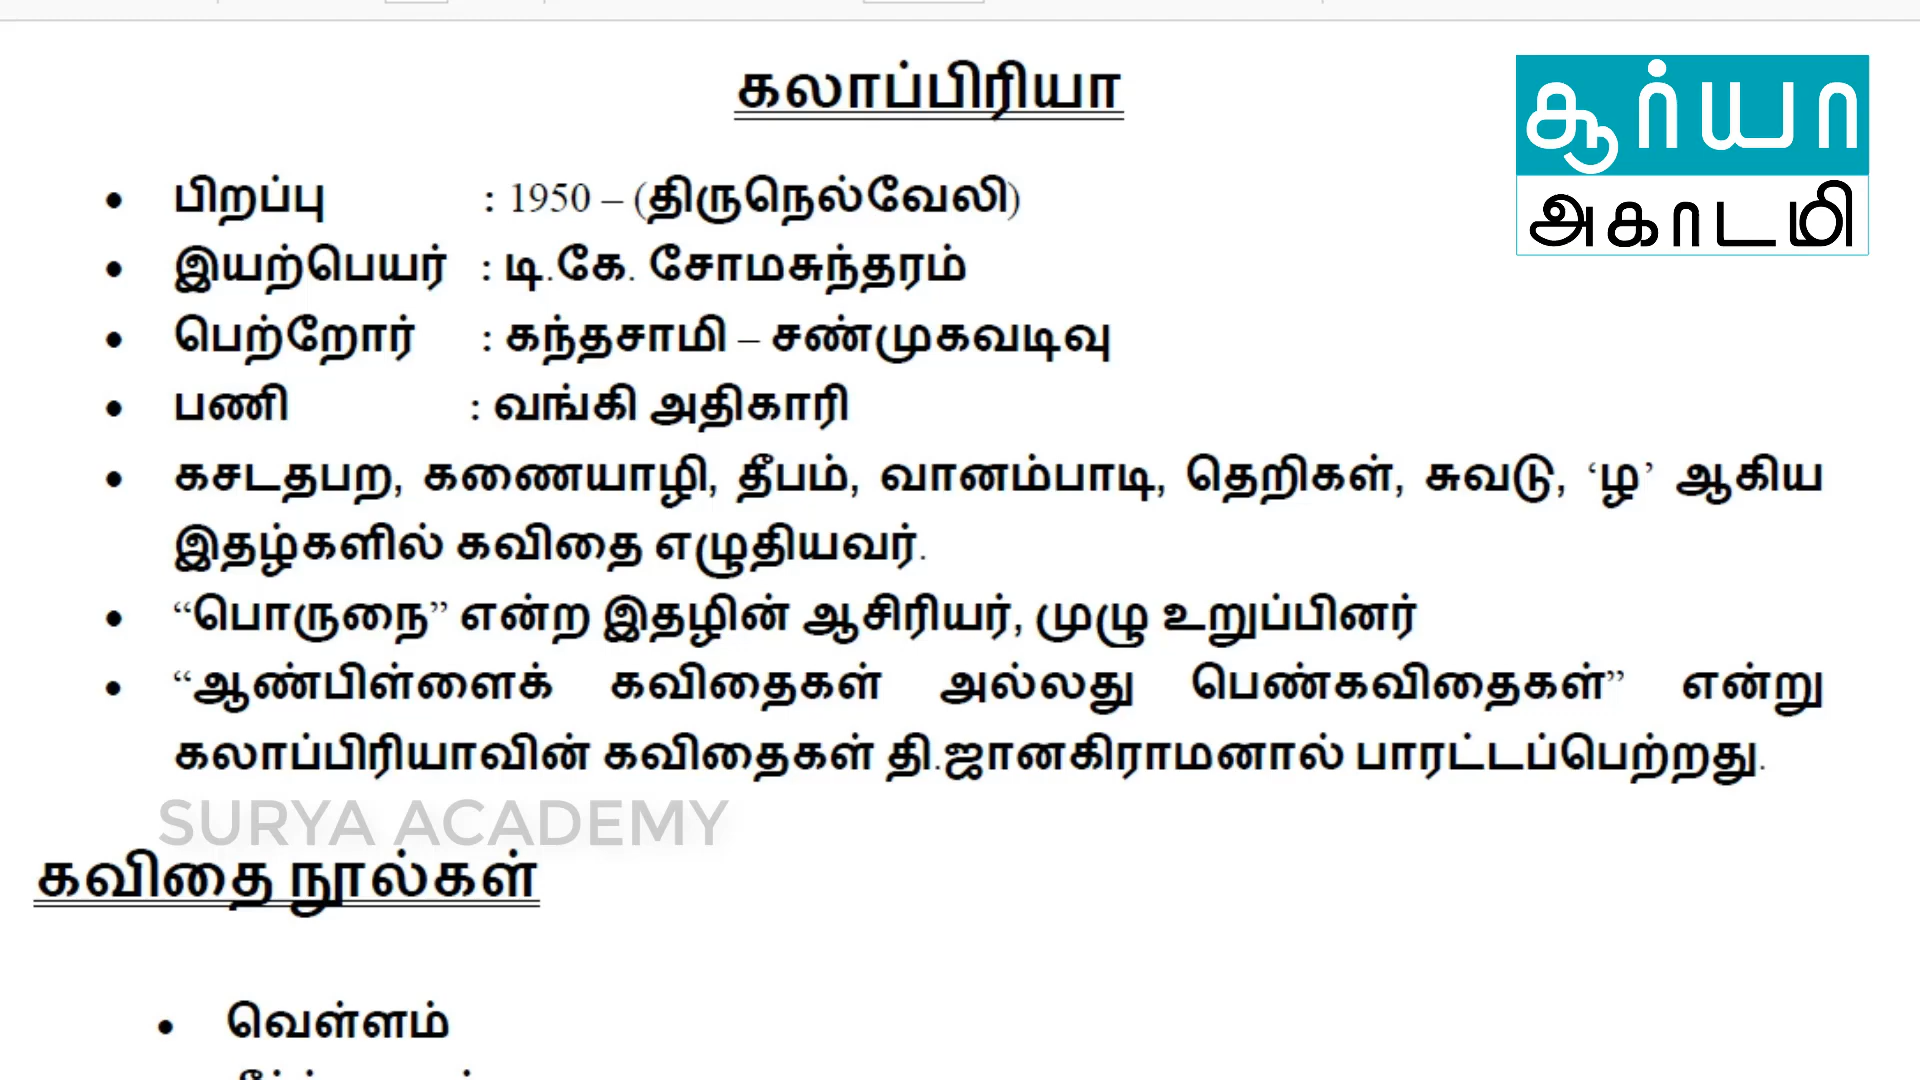 கலாப்பிரியா
சூர்யா
அகாடமி
• பிறப்பு : 1950 – (திருநெல்வேலி)
• இயற்பெயர் : டி.கே. சோமசுந்தரம்
• பெற்றோர் : கந்தசாமி – சண்முகவடிவு
• பணி : வங்கி அதிகாரி
• கசடதபற, கணையாழி, தீபம், வானம்பாடி, தெறிகள், சுவடு, ‘ழ’ ஆகிய
இதழ்களில் கவிதை எழுதியவர்.
• “பொருநை” என்ற இதழின் ஆசிரியர், முழு உறுப்பினர்
• “ஆண்பிள்ளைக் கவிதைகள் அல்லது பெண்கவிதைகள்” என்று
கலாப்பிரியாவின் கவிதைகள் தி.ஜானகிராமனால் பாரட்டப்பெற்றது.
SURYA ACADEMY
கவிதை நூல்கள்
• வெள்ளம்